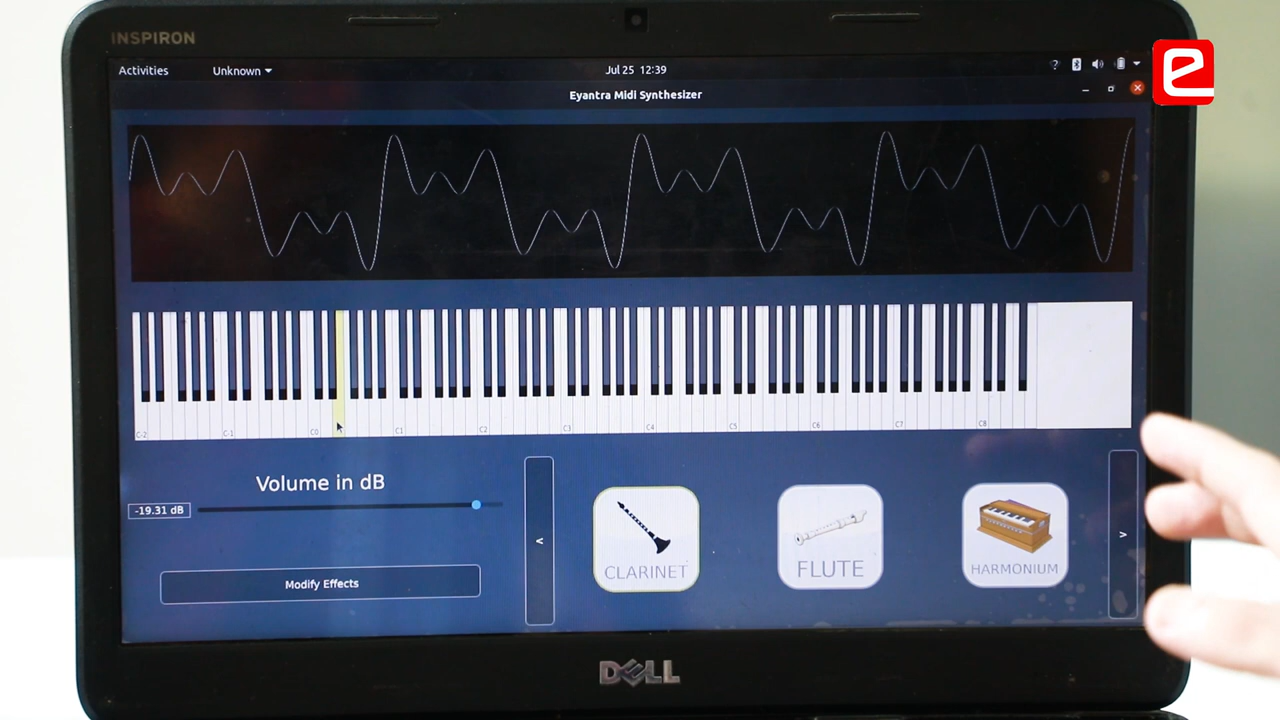 INSPIRON
Activities
Unknown
Jul 25 12:39
Eyantra Midi Synthesizer
C-2 C-1 C0 C1 C2 C3 C4 C5 C6 C7 C8
Volume in dB
-19.31 dB
Modify Effects
<
CLARINET
FLUTE
HARMONIUM
>
DELL
e